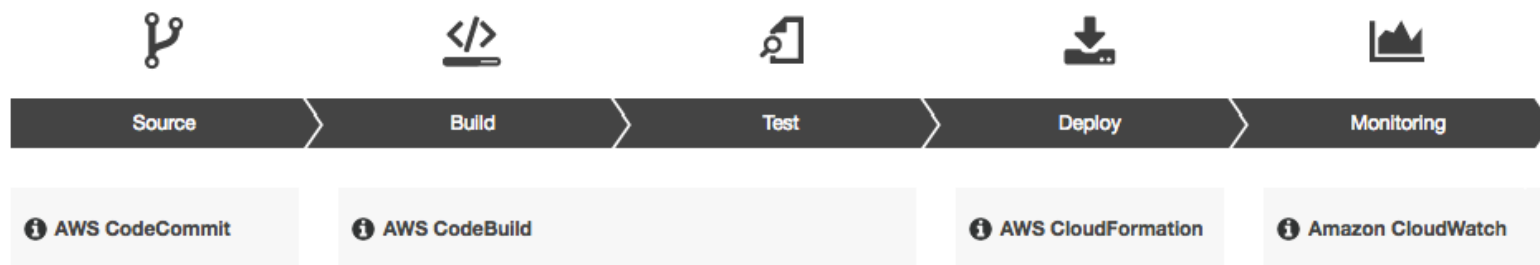 Source
Build
Test
Deploy
Monitoring
AWS CodeCommit
AWS CodeBuild
AWS CloudFormation
Amazon CloudWatch